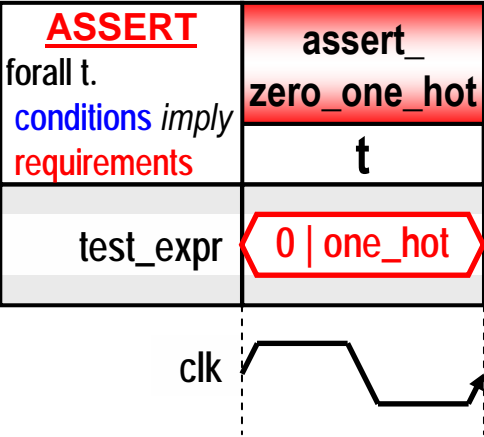 ASSERT
forall t.
conditions imply
requirements
assert_
zero_one_hot
t
test_expr
0 | one_hot
clk